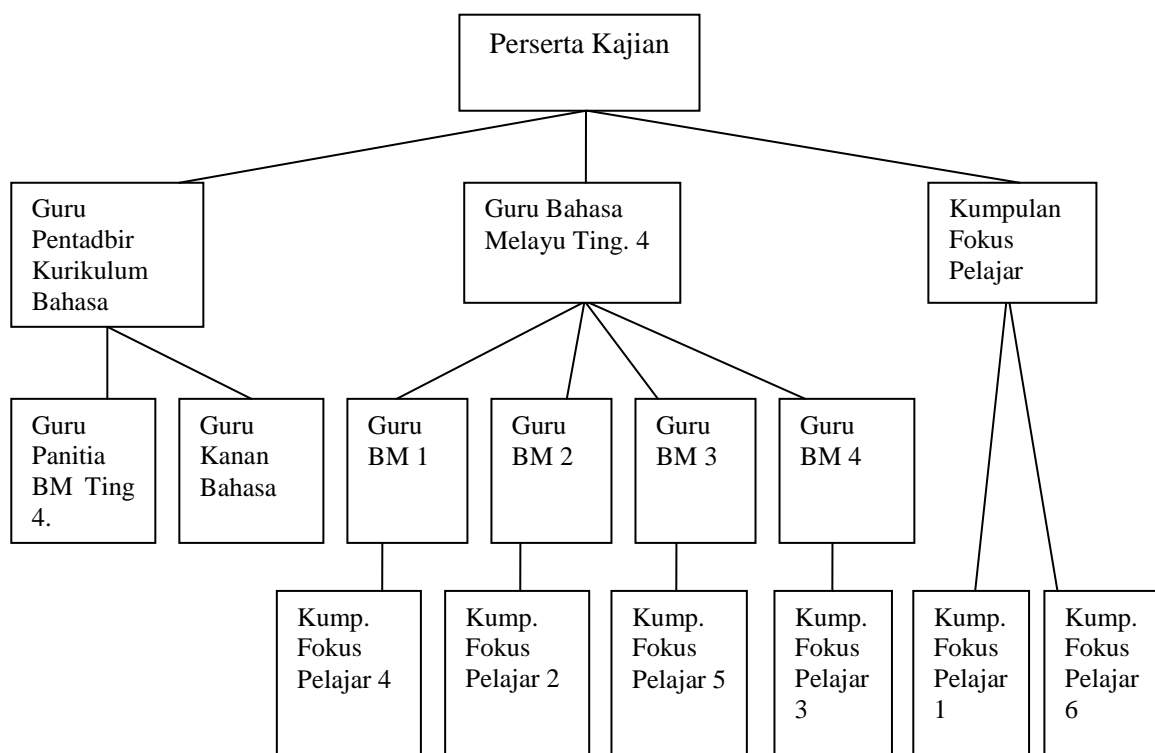 Perserta Kajian
Guru
Pentadbir
Kurikulum
Bahasa
Guru Bahasa
Melayu Ting. 4
Kumpulan
Fokus
Pelajar
Guru
Panitia
BM Ting
4.
Guru
Kanan
Bahasa
Guru
BM 1
Guru
BM 2
Guru
BM 3
Guru
BM 4
Kump.
Fokus
Pelajar 4
Kump.
Fokus
Pelajar 2
Kump.
Fokus
Pelajar 5
Kump.
Fokus
Pelajar
3
Kump.
Fokus
Pelajar
1
Kump.
Fokus
Pelajar
6